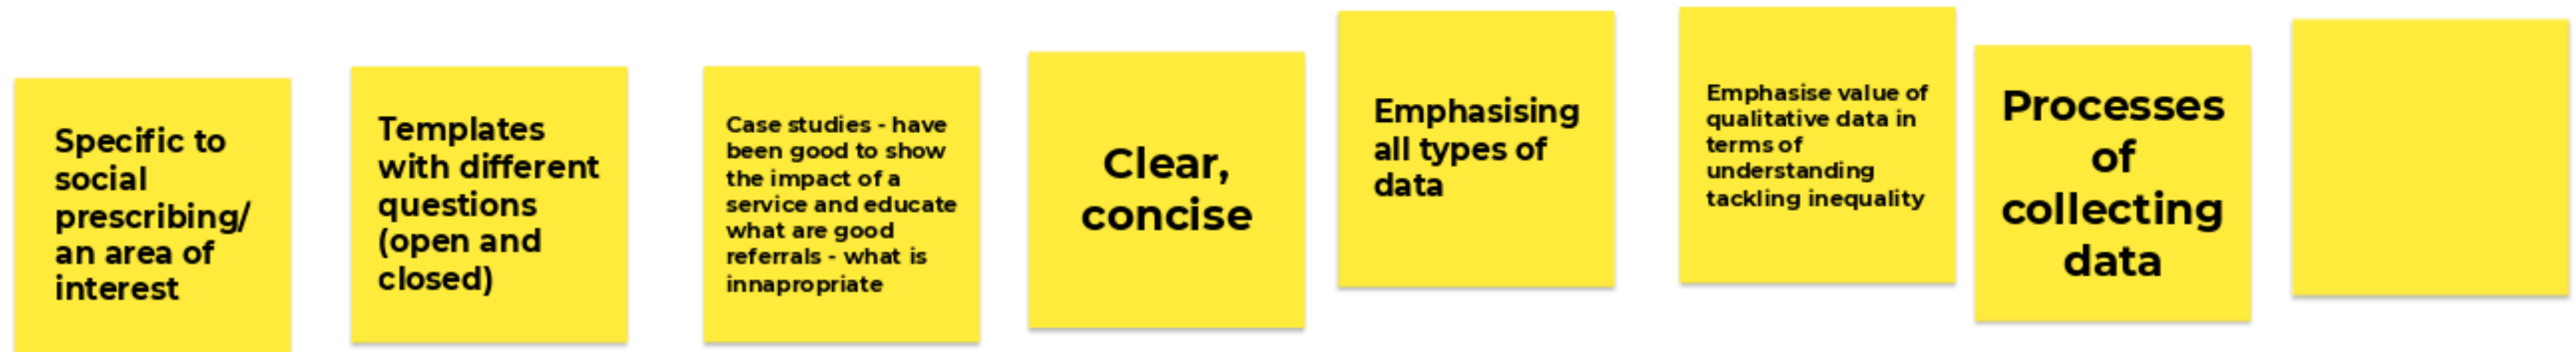 Specific to
social
prescribing/
an area of
interest
Templates
with different
questions
(open and
closed)
Case studies - have
been good to show
the impact of a
service and educate
what are good
referrals - what is
innapropriate
Clear,
concise
Emphasising
all types of
data
Emphasise value of
qualitative data in
terms of
understanding
tackling inequality
Processes
of
collecting
data